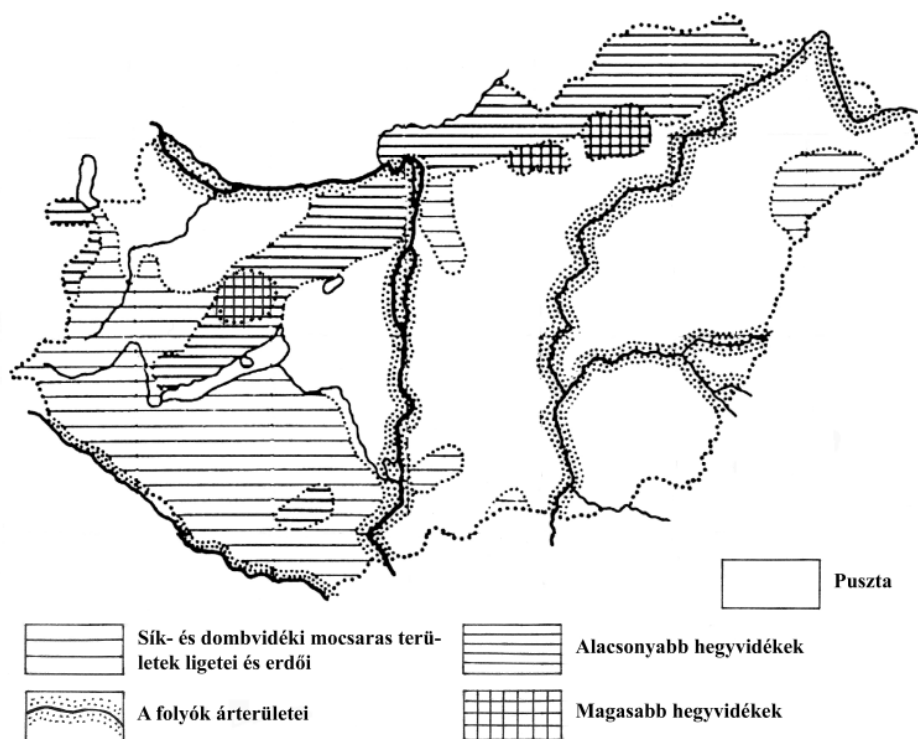 Puszta
Sík- és dombvidéki mocsaras terü-
letek ligetei és erdői
Alacsonyabb hegyvidékek
A folyók árterületei
Magasabb hegyvidékek